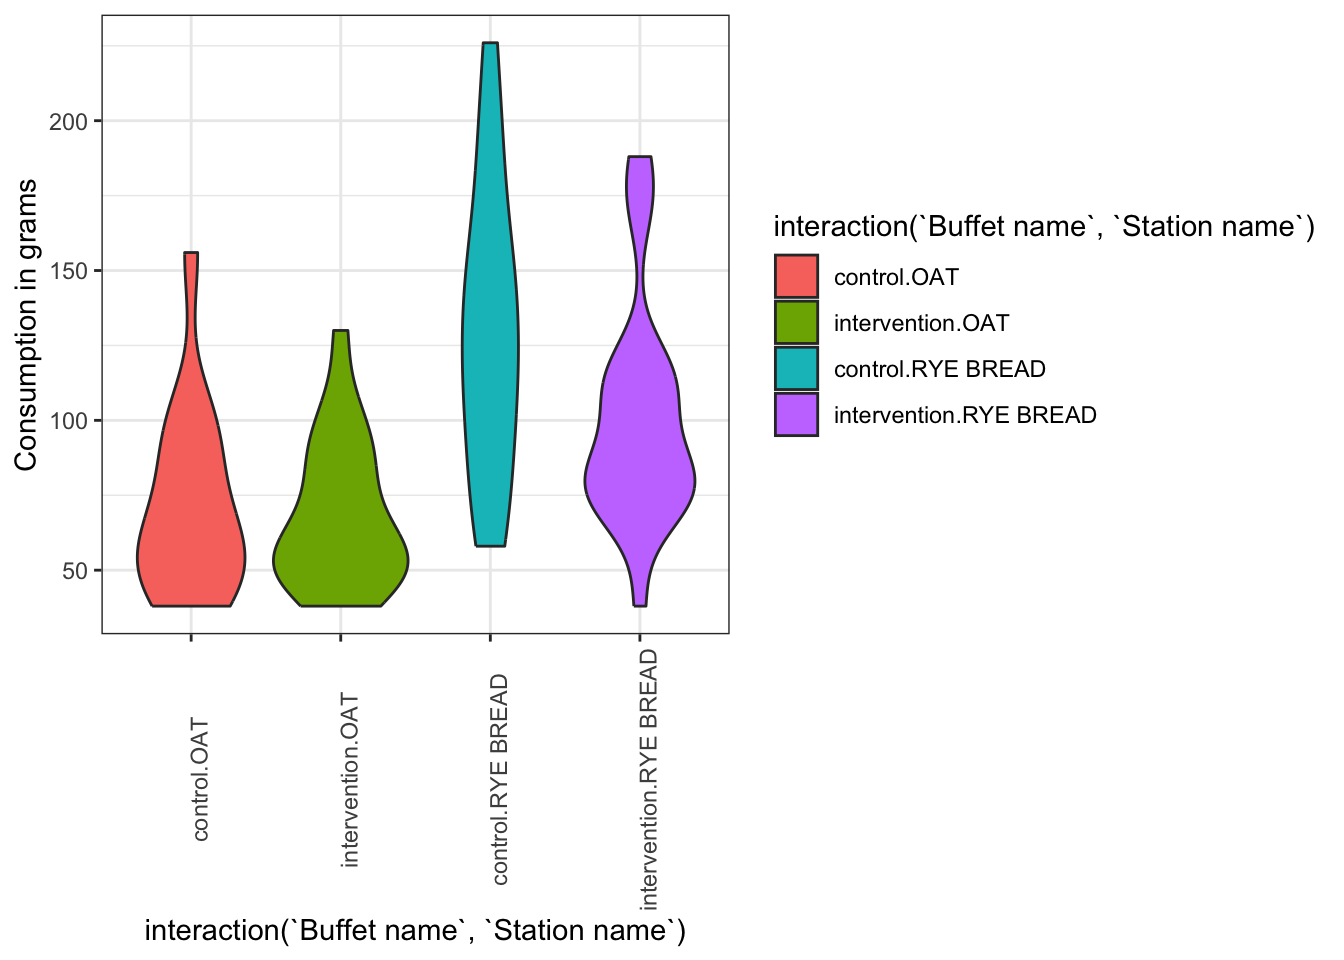 Consumption in grams
200
150
100
50
control.OAT
intervention.OAT
control.RYE BREAD
intervention.RYE BREAD
interaction(`Buffet name`, `Station name`)
interaction(`Buffet name`, `Station name`)
control.OAT
intervention.OAT
control.RYE BREAD
intervention.RYE BREAD